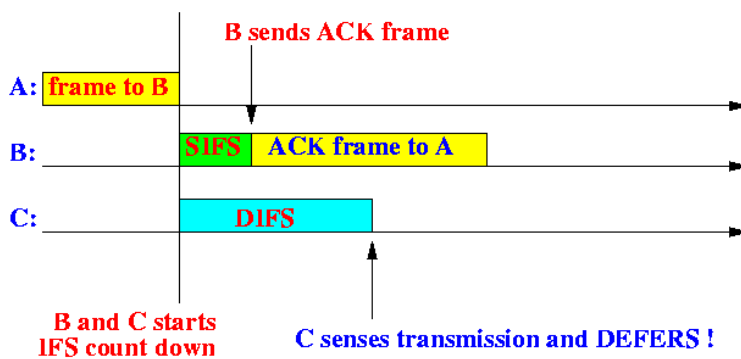 B sends ACK frame
A: frame to B
B: SIFS ACK frame to A
C: DIFS
B and C starts
IFS count down
C senses transmission and DEFERS !